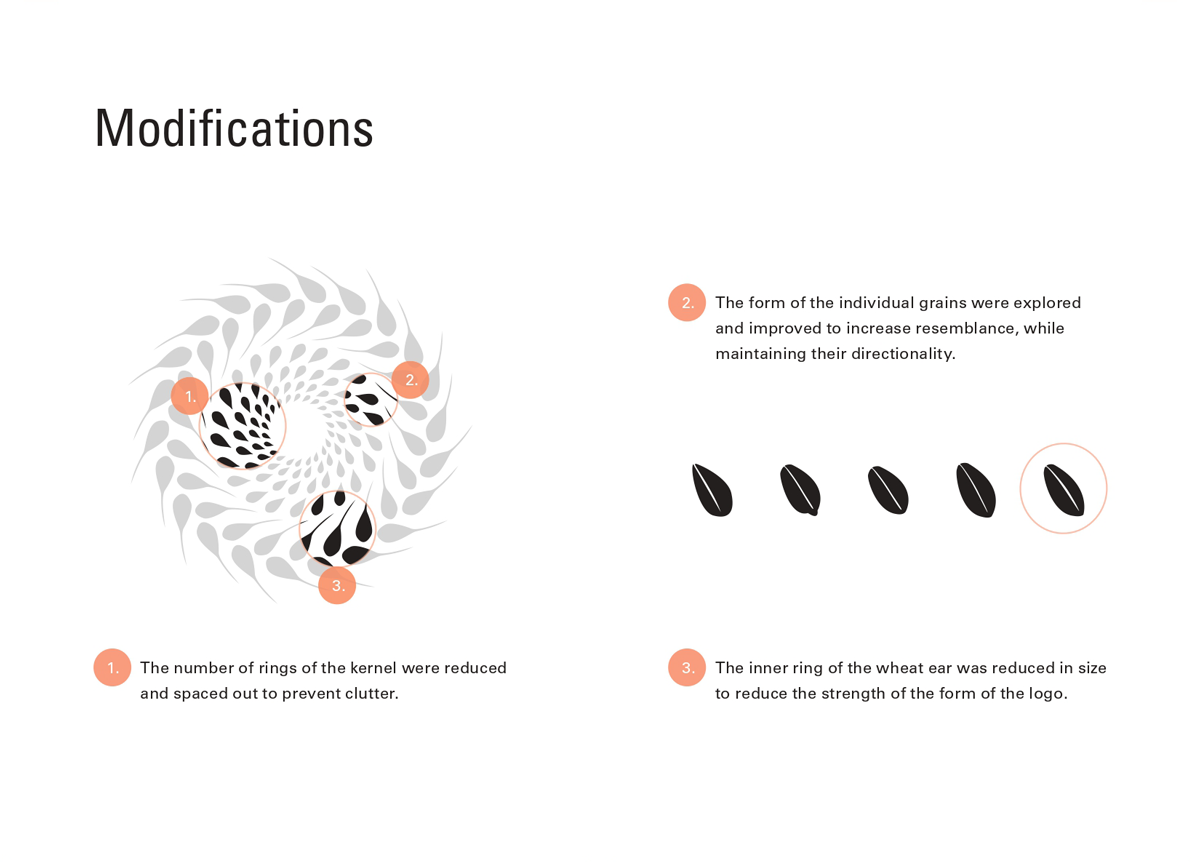 Modifications
1.
2.
3.
2.
The form of the individual grains were explored
and improved to increase resemblance, while
maintaining their directionality.
1.
The number of rings of the kernel were reduced
and spaced out to prevent clutter.
3.
The inner ring of the wheat ear was reduced in size
to reduce the strength of the form of the logo.